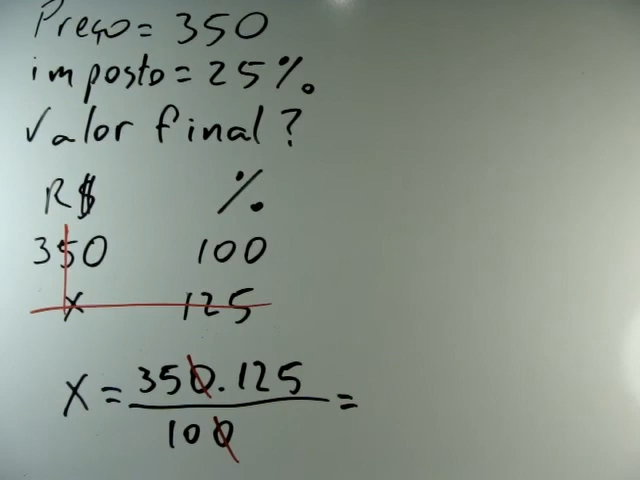 Preço = 350
imposto = 25%
Valor final?
R$ %
350 100
X 125
X = 350.125 =
100